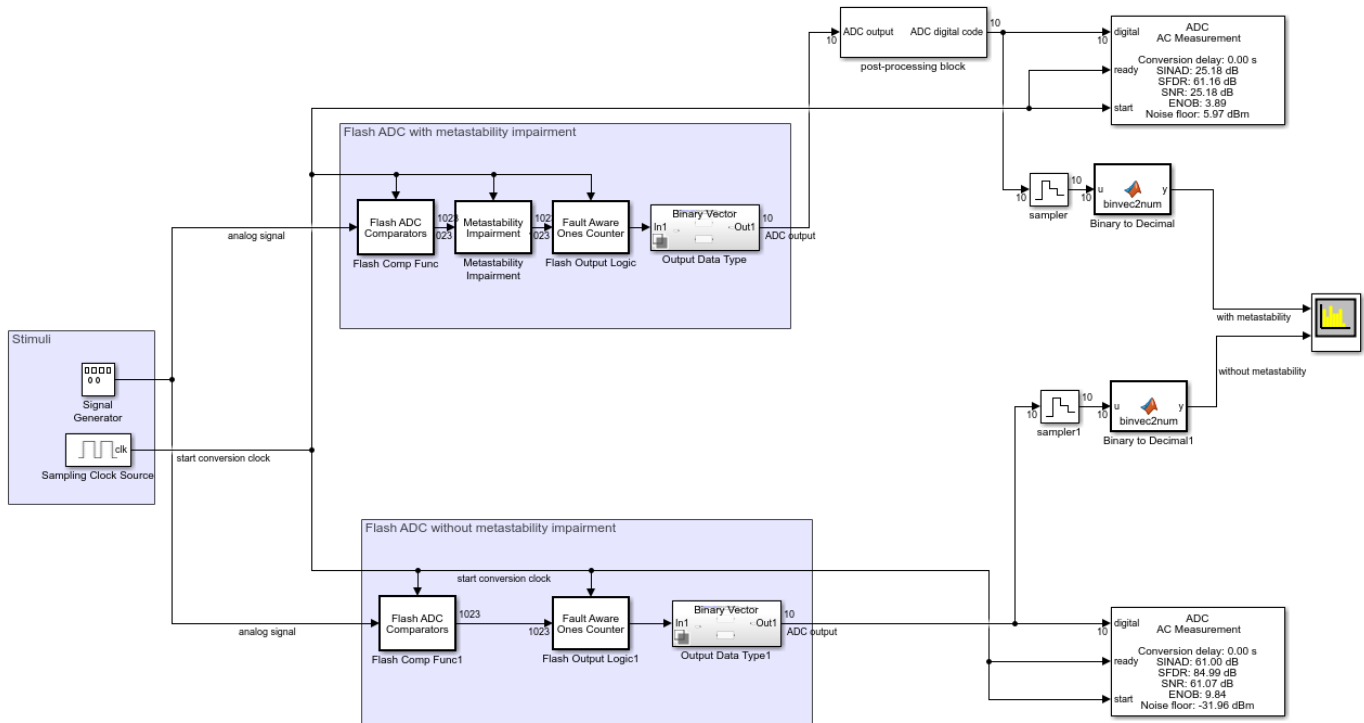 10
ADC output
ADC digital code
10
post-processing block
ADC
AC Measurement
digital
10
ready
start
Conversion delay: 0.00 s
SINAD: 25.18 dB
SFDR: 61.16 dB
SNR: 25.18 dB
ENOB: 3.89
Noise floor: 5.97 dBm
Flash ADC with metastability impairment
analog signal
Flash ADC
Comparators
Flash Comp Func
1023
1023
Metastability
Impairment
Metastability
Impairment
1023
1023
Fault Aware
Ones Counter
Flash Output Logic
Binary Vector
In1
Out1
Output Data Type
10
ADC output
10
sampler
10
10
u
y
binvec2num
Binary to Decimal
with metastability
without metastability
Stimuli
Signal
Generator
clk
Sampling Clock Source
start conversion clock
10
sampler1
10
10
u
y
binvec2num
Binary to Decimal1
Flash ADC without metastability impairment
start conversion clock
analog signal
Flash ADC
Comparators
Flash Comp Func1
1023
1023
Fault Aware
Ones Counter
Flash Output Logic1
Binary Vector
In1
Out1
Output Data Type1
10
ADC output
ADC
AC Measurement
digital
10
ready
start
Conversion delay: 0.00 s
SINAD: 61.00 dB
SFDR: 84.99 dB
SNR: 61.07 dB
ENOB: 9.84
Noise floor: -31.96 dBm